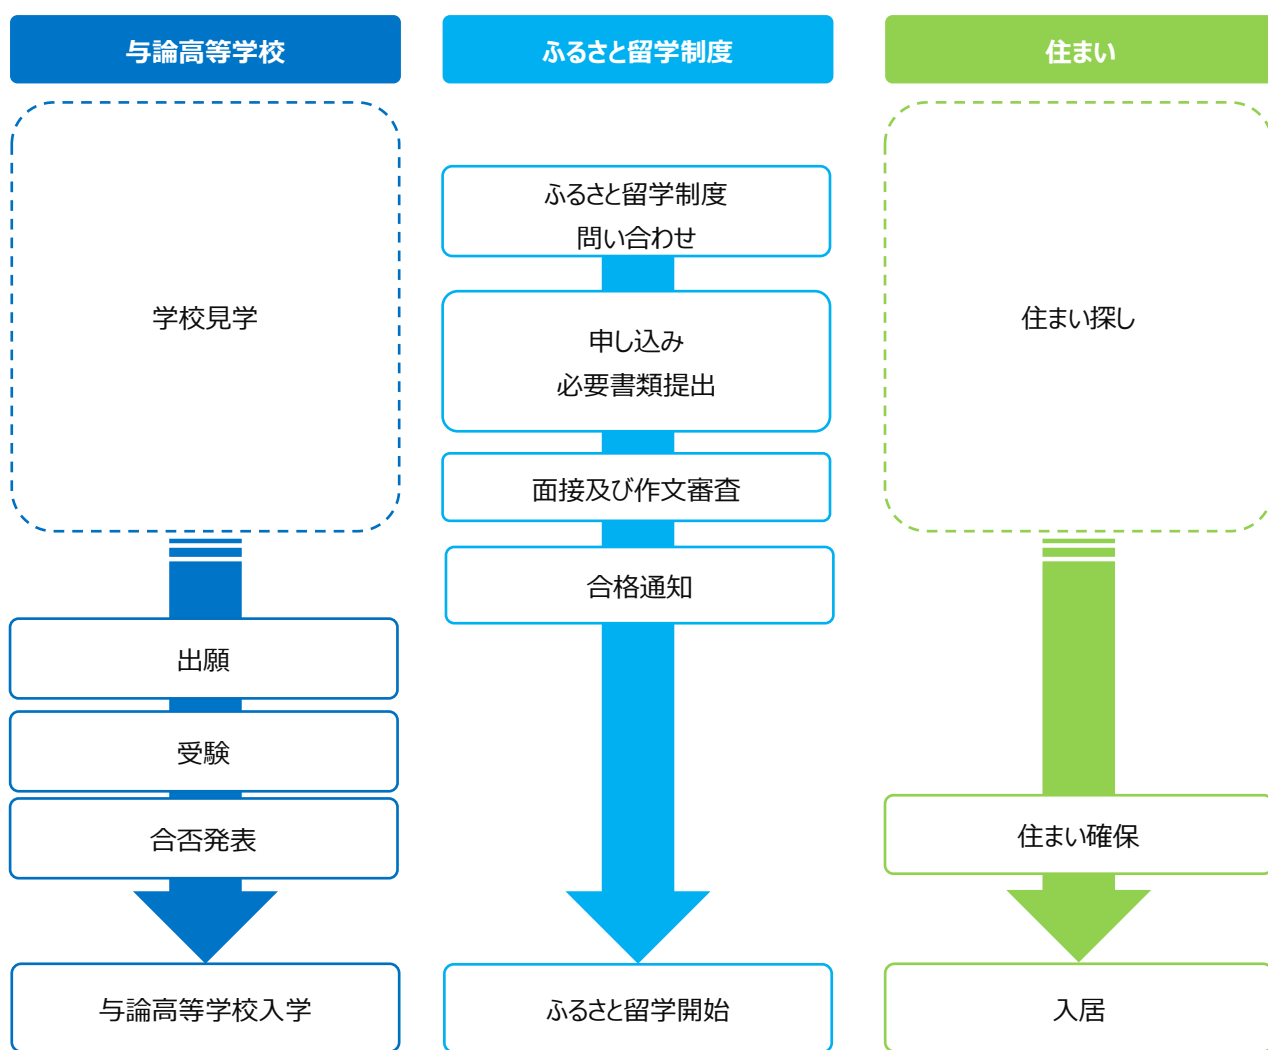 与論高等学校
学校見学
出願
受験
合否発表
与論高等学校入学
ふるさと留学制度
ふるさと留学制度
問い合わせ
申し込み
必要書類提出
面接及び作文審査
合格通知
ふるさと留学開始
住まい
住まい探し
住まい確保
入居